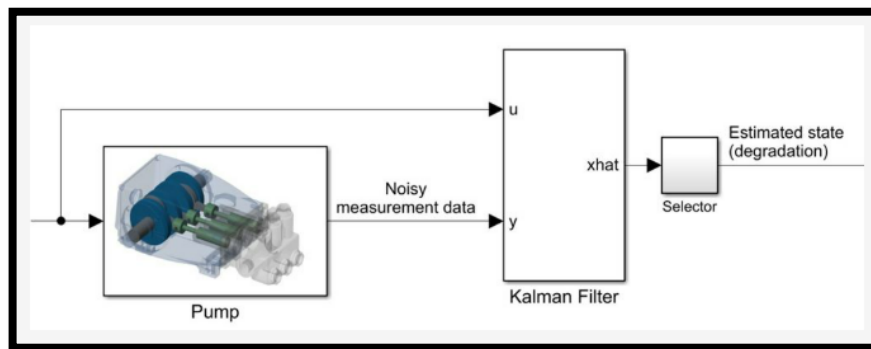 u
Estimated state
(degradation)
xhat
Noisy
measurement data
Selector
y
Kalman Filter
Pump